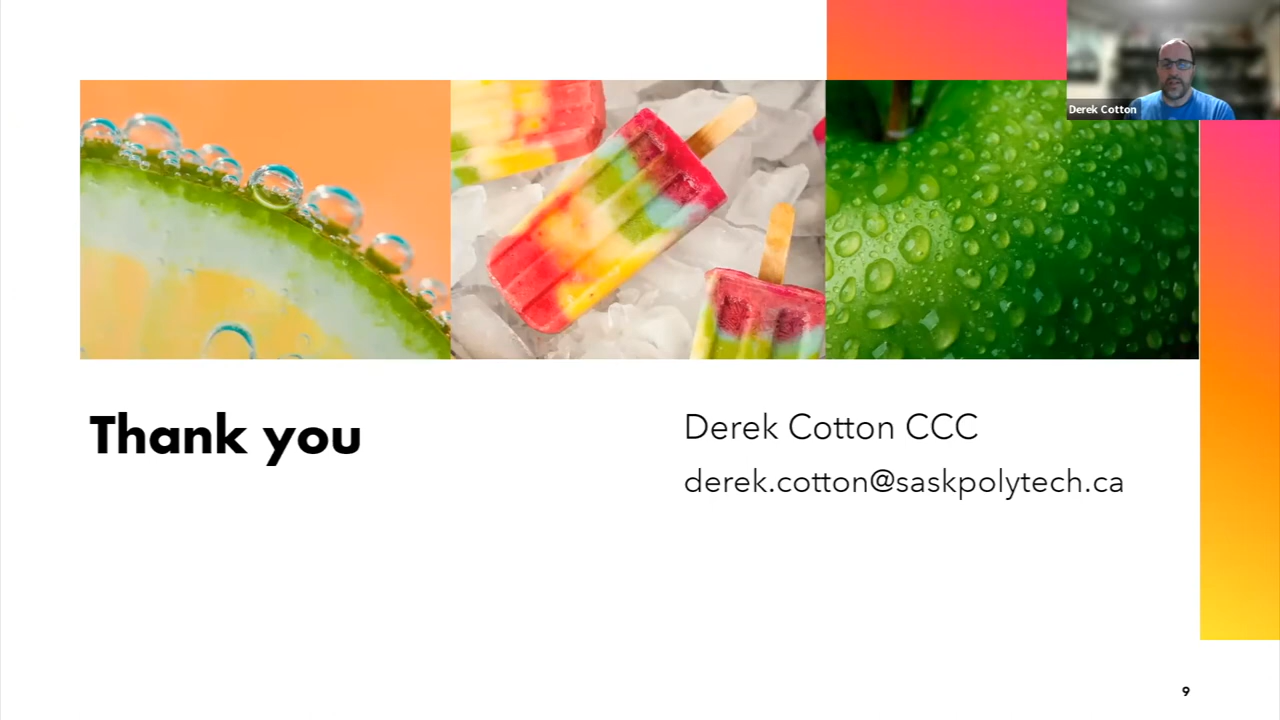 Derek Cotton
Thank you
Derek Cotton CCC
derek.cotton@saskpolytech.ca
9